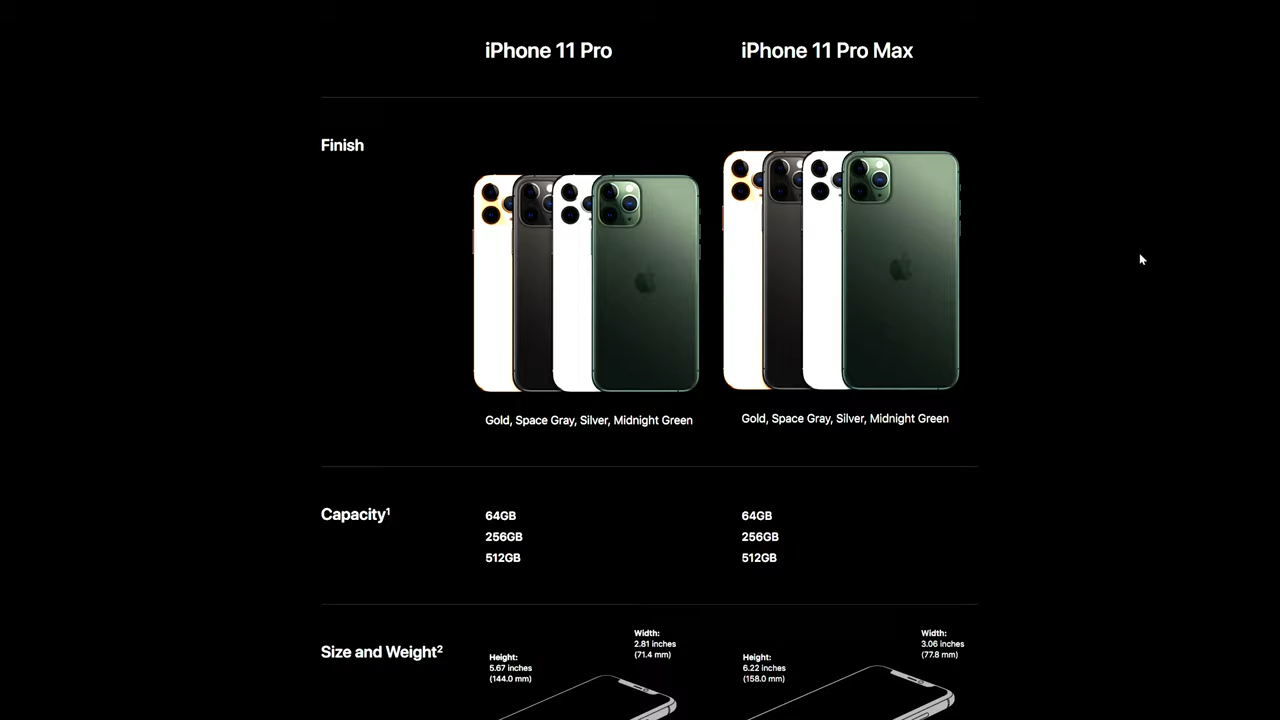 iPhone 11 Pro
iPhone 11 Pro Max
Finish
Gold, Space Gray, Silver, Midnight Green
Gold, Space Gray, Silver, Midnight Green
Capacity¹
64GB
256GB
512GB
64GB
256GB
512GB
Size and Weight²
Height:
5.67 inches
(144.0 mm)
Width:
2.81 inches
(71.4 mm)
Height:
6.22 inches
(158.0 mm)
Width:
3.06 inches
(77.8 mm)